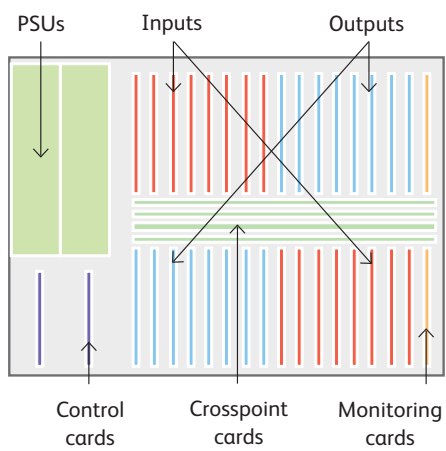 PSUs Inputs Outputs
Control Crosspoint Monitoring
cards cards cards